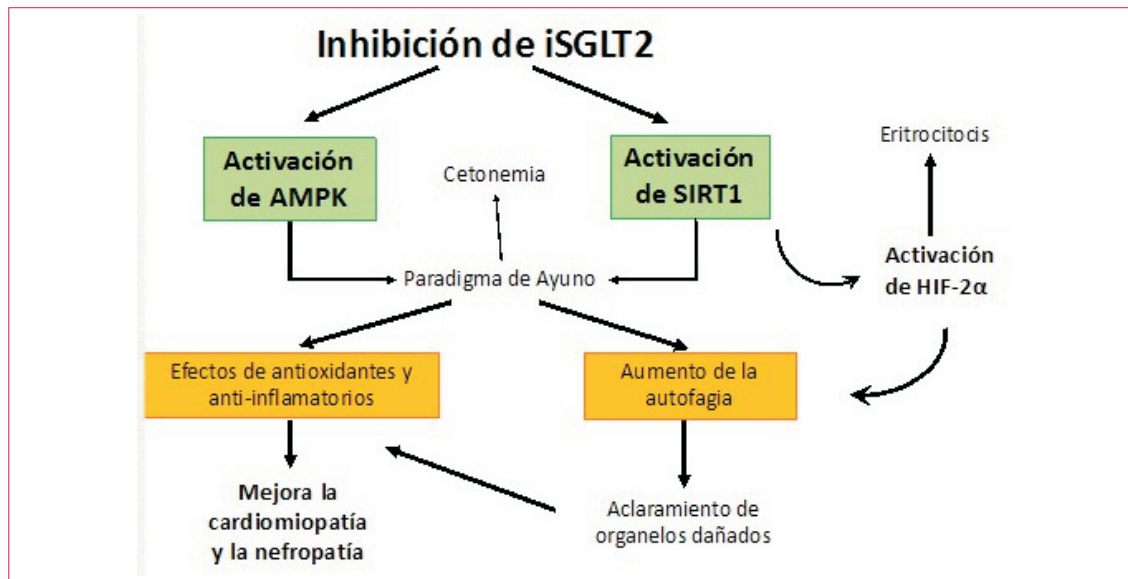 Inhibición de iSGLT2
Activación
de AMPK
Cetonemia
Activación
de SIRT1
Eritrocitocis
Paradigma de Ayuno
Activación
de HIF-2α
Efectos de antioxidantes y
anti-inflamatorios
Aumento de la
autofagia
Mejora la
cardiomiopatía
y la nefropatía
Aclaramiento de
organelos dañados